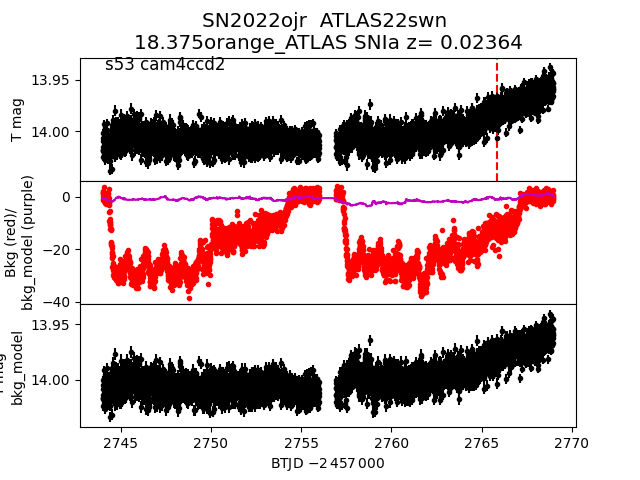 SN2022ojr  ATLAS22swn
18.375orange_ATLAS SNIa z= 0.02364
s53 cam4ccd2
13.95
14.00
T mag
0
−20
−40
Bkg (red)/
bkg_model (purple)
13.95
14.00
mag
bkg_model
2745
2750
2755
2760
2765
2770
BTJD −2 457 000